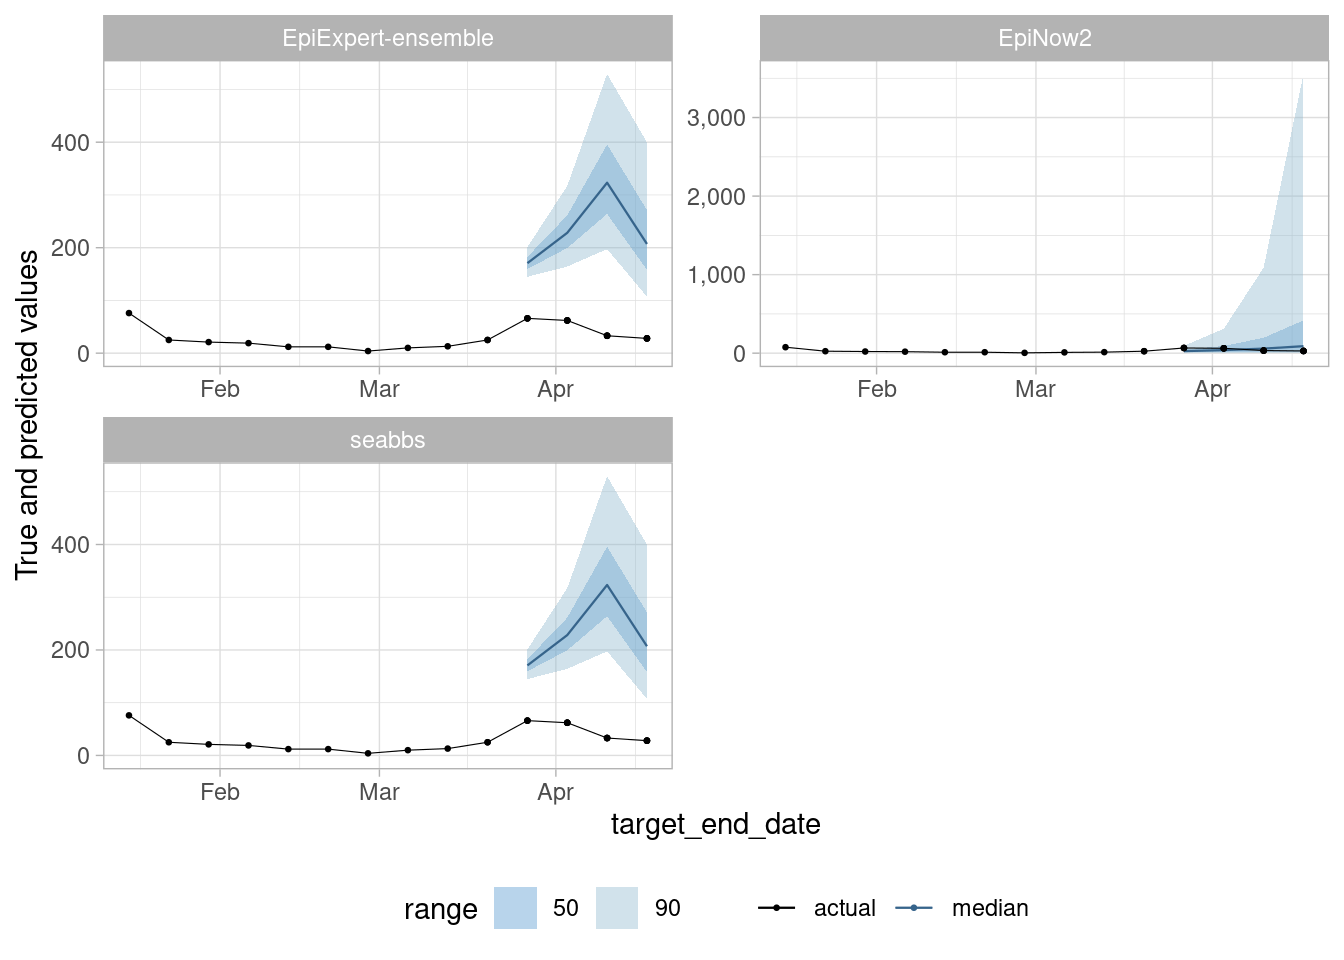 EpiExpert-ensemble
EpiNow2
400
200
0
Feb Mar Apr
3,000
2,000
1,000
0
Feb Mar Apr
seabbs
400
200
0
Feb Mar Apr
True and predicted values
target_end_date
range 50 90 actual median